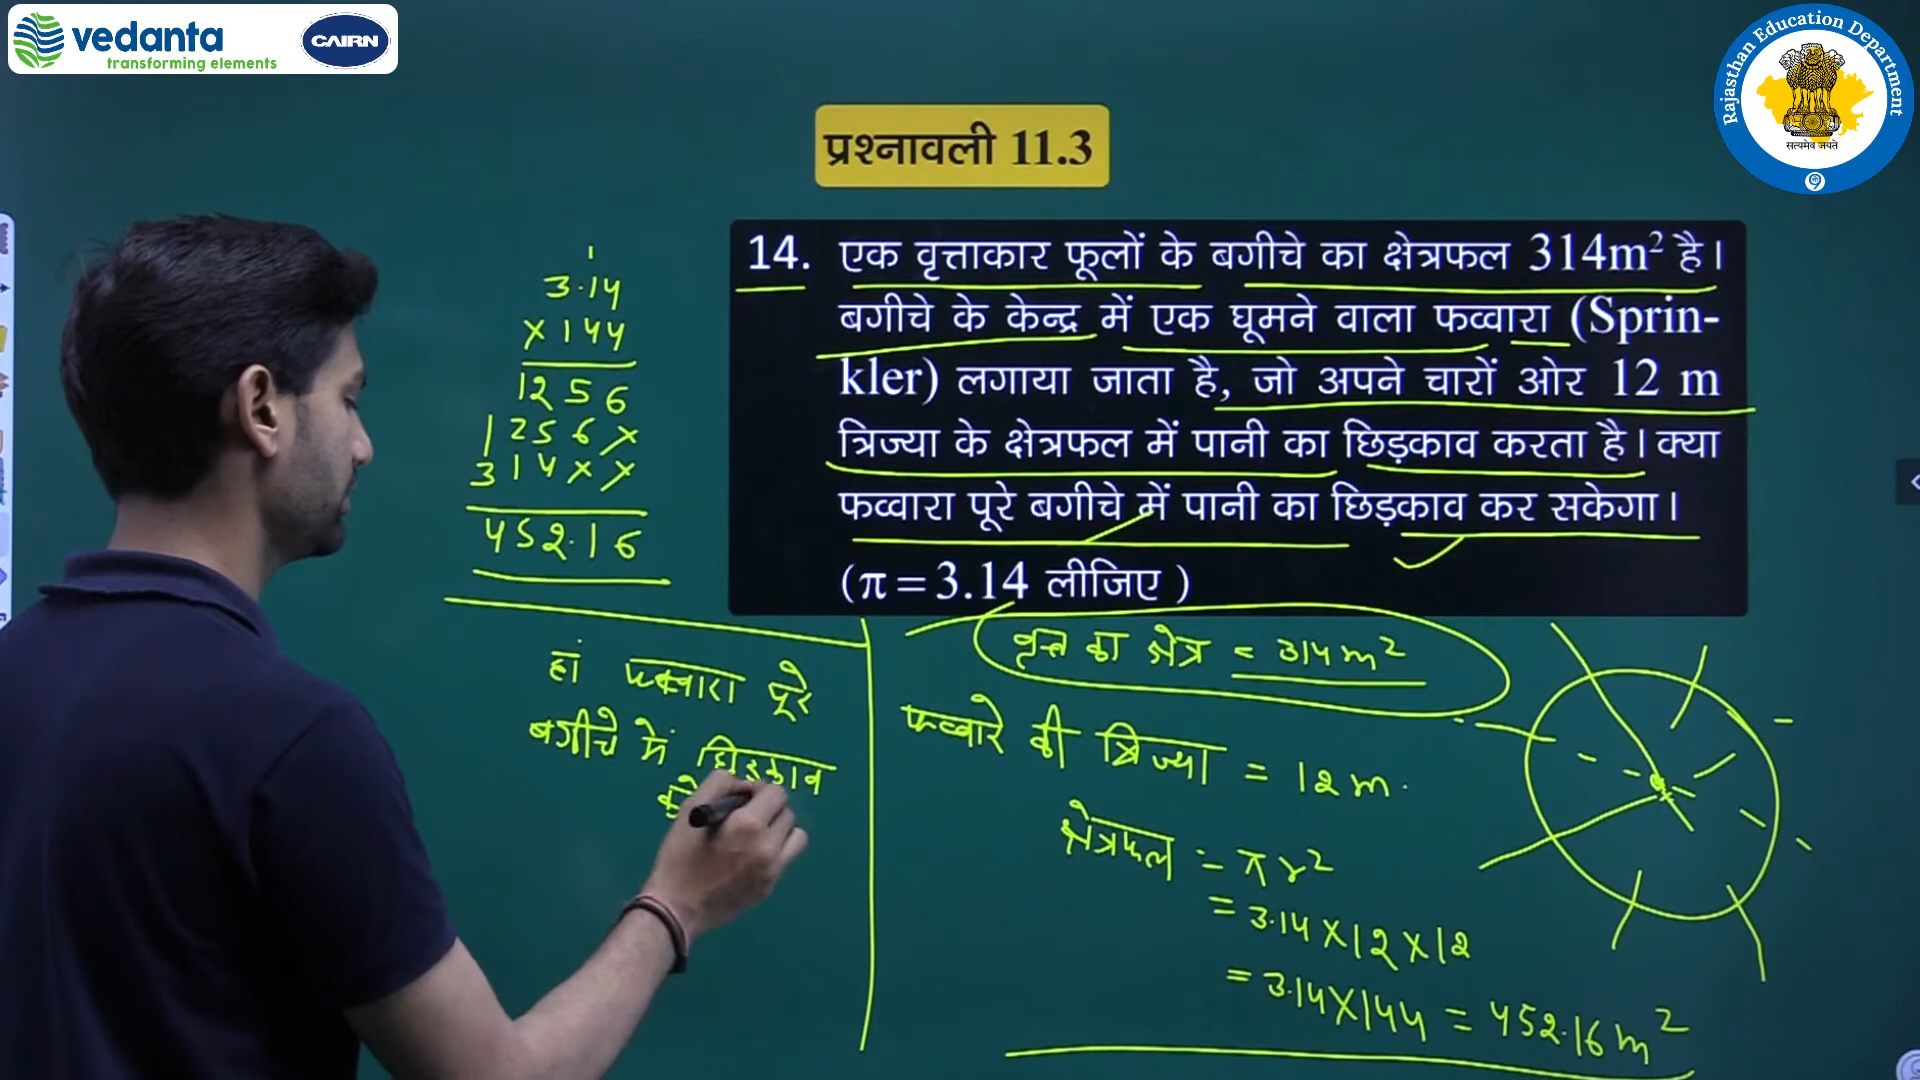 vedanta
transforming elements
CAIRN
Rajasthan Education Department
सत्यमेव जयते
प्रश्नावली 11.3
14. एक वृत्ताकार फूलों के बगीचे का क्षेत्रफल 314m² है।
बगीचे के केन्द्र में एक घूमने वाला फव्वारा (Sprin-
kler) लगाया जाता है, जो अपने चारों ओर 12 m
त्रिज्या के क्षेत्रफल में पानी का छिड़काव करता है। क्या
फव्वारा पूरे बगीचे में पानी का छिड़काव कर सकेगा।
(π = 3.14 लीजिए )
1
3.14
×144
1256
1256×
314××
452.16
हां फव्वारा पूरे
बगीचे में छिड़काव
वृत्त का क्षेत्र = 314m²
फव्वारे की त्रिज्या = 12m.
क्षेत्रफल = πr²
= 3.14×12×12
= 3.14×144 = 452.16m²